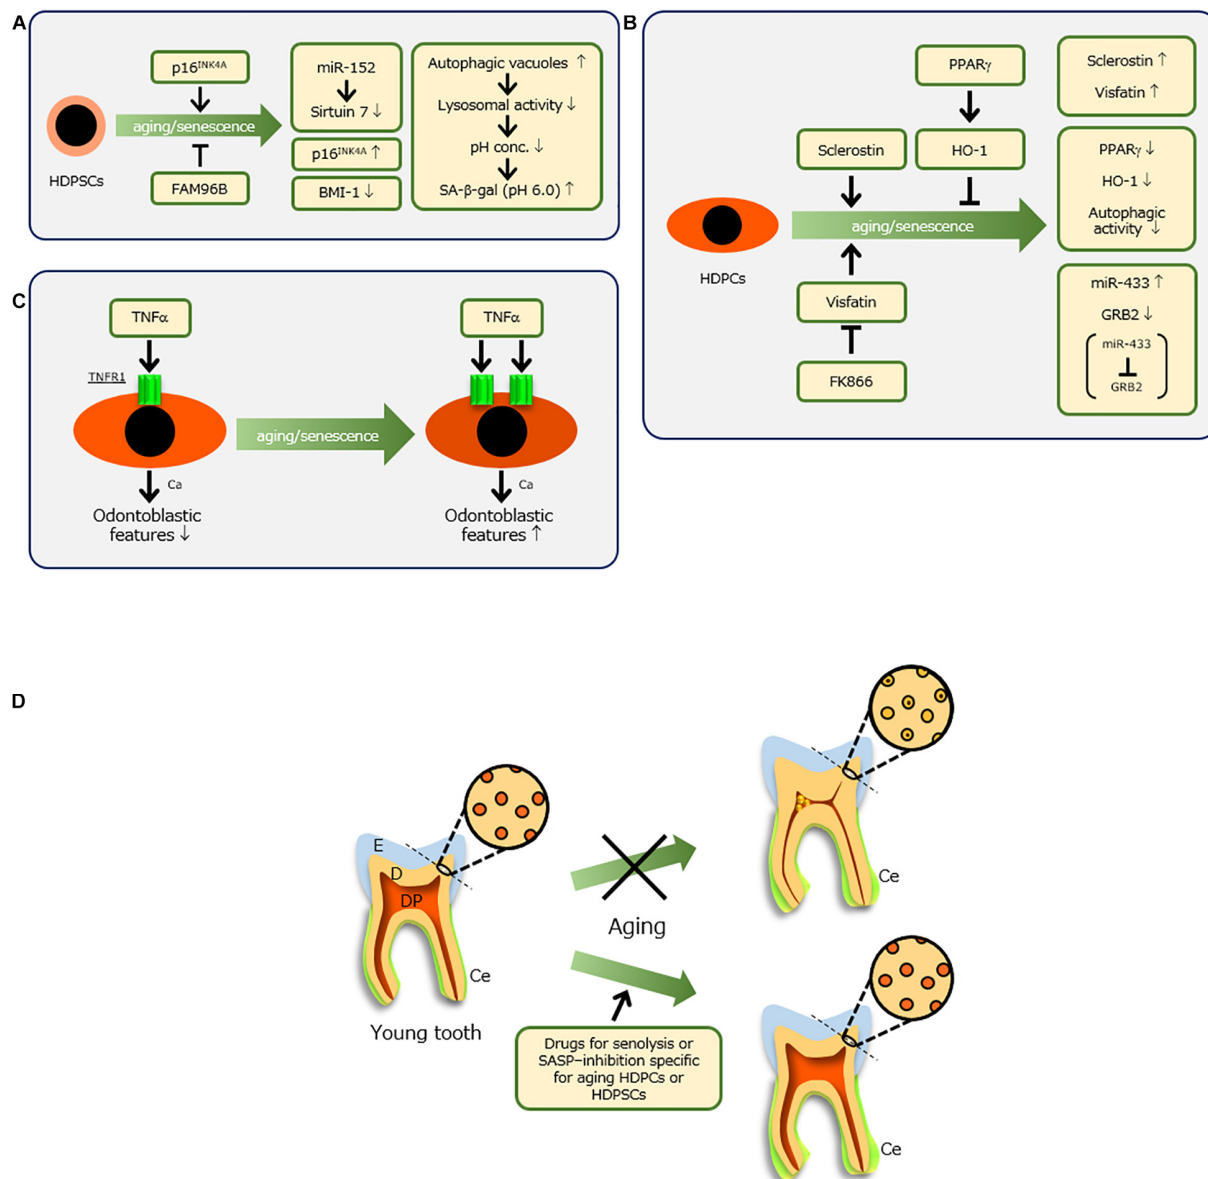 A
p16INK4A
HDPSCs
aging/senescence
FAM96B
miR-152
Sirtuin 7 ↓
p16INK4A ↑
BMI-1 ↓
Autophagic vacuoles ↑
Lysosomal activity ↓
pH conc. ↓
SA-β-gal (pH 6.0) ↑
B
PPARγ
Sclerostin
HO-1
HDPCs
aging/senescence
Visfatin
FK866
Sclerostin ↑
Visfatin ↑
PPARγ ↓
HO-1 ↓
Autophagic
activity ↓
miR-433 ↑
GRB2 ↓
miR-433
GRB2
C
TNFα
TNFR1
Ca
Odontoblastic
features ↓
aging/senescence
TNFα
Ca
Odontoblastic
features ↑
D
E
D
DP
Ce
Young tooth
Aging
Drugs for senolysis or
SASP–inhibition specific
for aging HDPCs or
HDPSCs
Ce
Ce